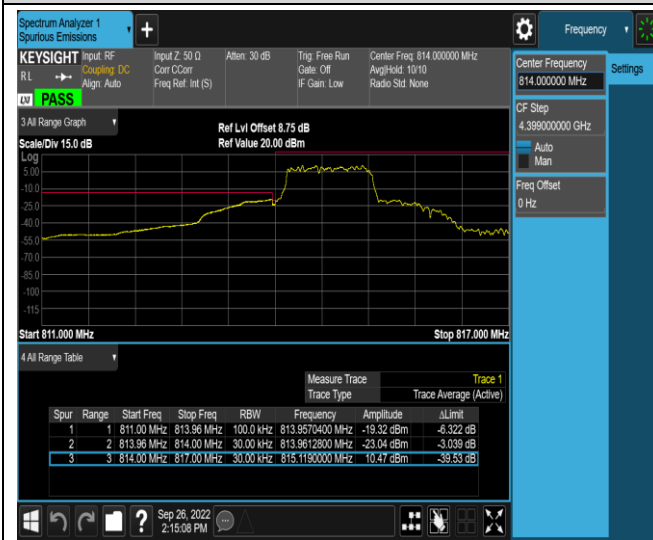 Spectrum Analyzer 1
Spurious Emissions
Frequency
KEYSIGHT
RL
LXI
PASS
Input: RF
Coupling: DC
Align: Auto
Input Z: 50 Ω
Corr CCorr
Freq Ref: Int (S)
Atten: 30 dB
Trig: Free Run
Gate: Off
IF Gain: Low
Center Freq: 814.000000 MHz
Avg|Hold: 10/10
Radio Std: None
Center Frequency
814.000000 MHz
Settings
CF Step
4.399000000 GHz
Auto
Man
Freq Offset
0 Hz
3 All Range Graph
Scale/Div 15.0 dB
Ref Lvl Offset 8.75 dB
Ref Value 20.00 dBm
Log
5.00
-10.0
-25.0
-40.0
-55.0
-70.0
-85.0
-100
-115
Start 811.000 MHz
Stop 817.000 MHz
4 All Range Table
Measure Trace Trace 1
Trace Type Trace Average (Active)
Spur Range Start Freq Stop Freq RBW Frequency Amplitude ΔLimit
1 1 811.00 MHz 813.96 MHz 100.0 kHz 813.9570400 MHz -19.32 dBm -6.322 dB
2 2 813.96 MHz 814.00 MHz 30.00 kHz 813.9612800 MHz -23.04 dBm -3.039 dB
3 3 814.00 MHz 817.00 MHz 30.00 kHz 815.1190000 MHz 10.47 dBm -39.53 dB
Sep 26, 2022
2:15:08 PM